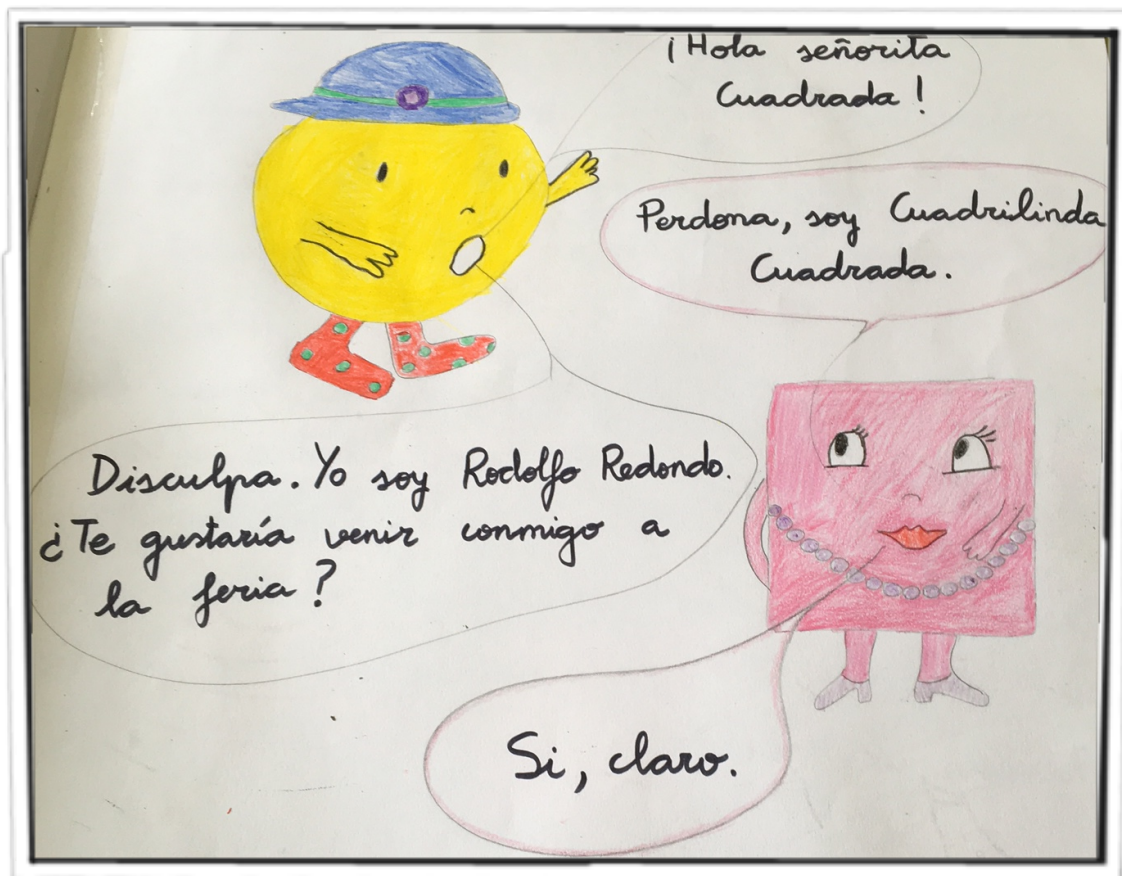 ¡Hola señorita
Cuadrada!
Perdona, soy Cuadrilinda
Cuadrada.
Disculpa. Yo soy Rodolfo Redondo.
¿Te gustaría venir conmigo a
la feria?
Si, claro.